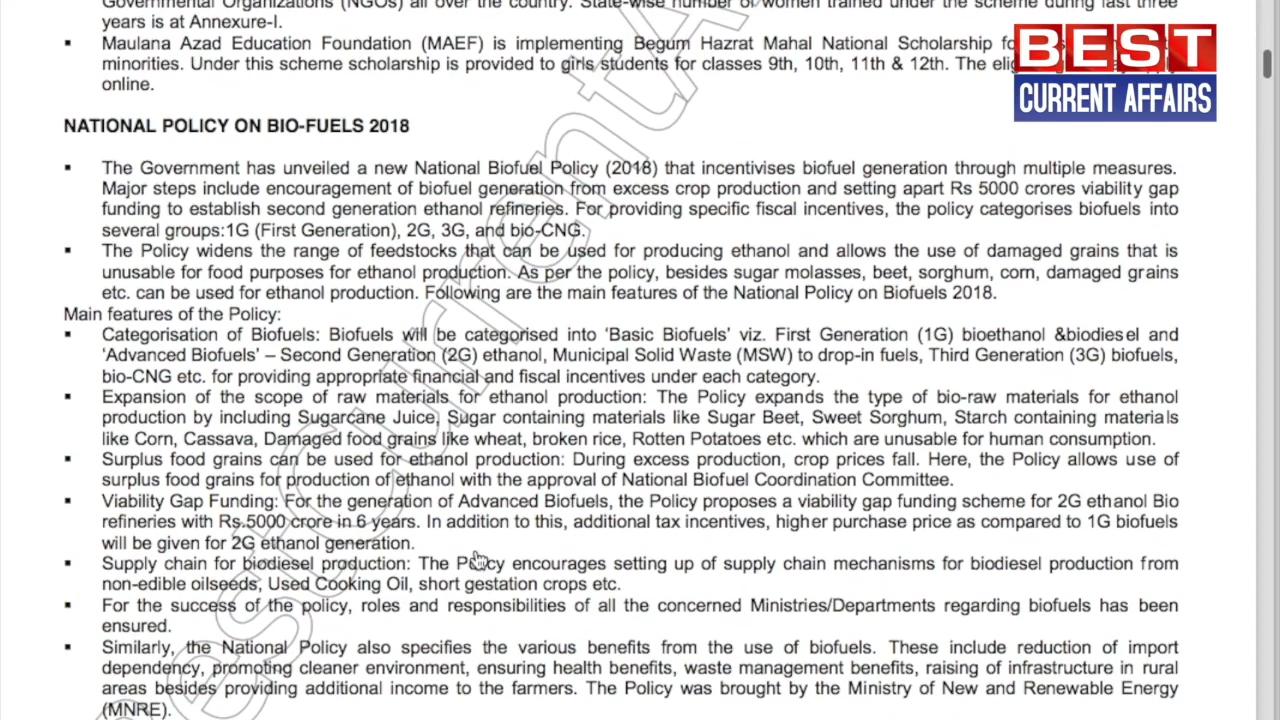 Governmental Organizations (NGOs) all over the country. State-wise number of women trained under the scheme during last three
years is at Annexure-I.
▪ Maulana Azad Education Foundation (MAEF) is implementing Begum Hazrat Mahal National Scholarship
minorities. Under this scheme scholarship is provided to girls students for classes 9th, 10th, 11th & 12th. The
online.
BEST
CURRENT AFFAIRS
NATIONAL POLICY ON BIO-FUELS 2018
▪ The Government has unveiled a new National Biofuel Policy (2018) that incentivises biofuel generation through multiple measures.
Major steps include encouragement of biofuel generation from excess crop production and setting apart Rs 5000 crores viability gap
funding to establish second generation ethanol refineries. For providing specific fiscal incentives, the policy categorises biofuels into
several groups:1G (First Generation), 2G, 3G, and bio-CNG.
▪ The Policy widens the range of feedstocks that can be used for producing ethanol and allows the use of damaged grains that is
unusable for food purposes for ethanol production. As per the policy, besides sugar molasses, beet, sorghum, corn, damaged grains
etc. can be used for ethanol production. Following are the main features of the National Policy on Biofuels 2018.
Main features of the Policy:
▪ Categorisation of Biofuels: Biofuels will be categorised into ‘Basic Biofuels’ viz. First Generation (1G) bioethanol &biodiesel and
‘Advanced Biofuels’ – Second Generation (2G) ethanol, Municipal Solid Waste (MSW) to drop-in fuels, Third Generation (3G) biofuels,
bio-CNG etc. for providing appropriate financial and fiscal incentives under each category.
▪ Expansion of the scope of raw materials for ethanol production: The Policy expands the type of bio-raw materials for ethanol
production by including Sugarcane Juice, Sugar containing materials like Sugar Beet, Sweet Sorghum, Starch containing materials
like Corn, Cassava, Damaged food grains like wheat, broken rice, Rotten Potatoes etc. which are unusable for human consumption.
▪ Surplus food grains can be used for ethanol production: During excess production, crop prices fall. Here, the Policy allows use of
surplus food grains for production of ethanol with the approval of National Biofuel Coordination Committee.
▪ Viability Gap Funding: For the generation of Advanced Biofuels, the Policy proposes a viability gap funding scheme for 2G ethanol Bio
refineries with Rs.5000 crore in 6 years. In addition to this, additional tax incentives, higher purchase price as compared to 1G biofuels
will be given for 2G ethanol generation.
▪ Supply chain for biodiesel production: The Policy encourages setting up of supply chain mechanisms for biodiesel production from
non-edible oilseeds, Used Cooking Oil, short gestation crops etc.
▪ For the success of the policy, roles and responsibilities of all the concerned Ministries/Departments regarding biofuels has been
ensured.
▪ Similarly, the National Policy also specifies the various benefits from the use of biofuels. These include reduction of import
dependency, promoting cleaner environment, ensuring health benefits, waste management benefits, raising of infrastructure in rural
areas besides providing additional income to the farmers. The Policy was brought by the Ministry of New and Renewable Energy
(MNRE).